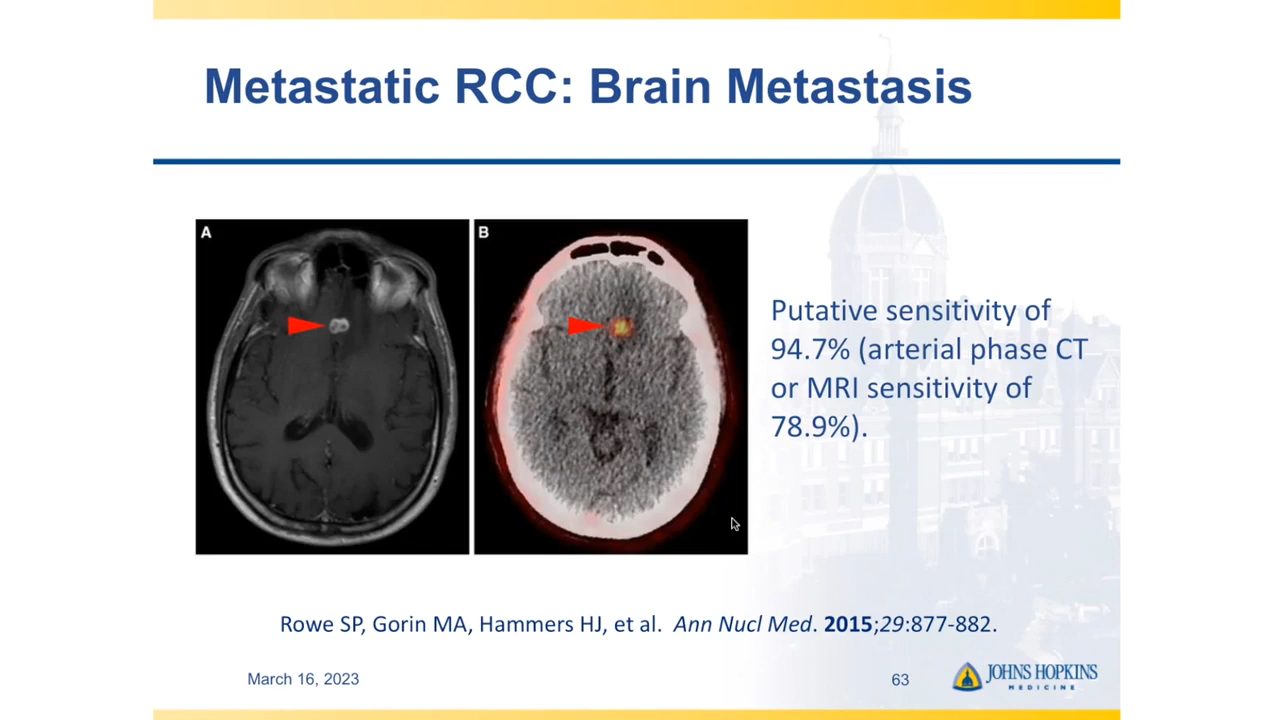 Metastatic RCC: Brain Metastasis
A
B
Putative sensitivity of
94.7% (arterial phase CT
or MRI sensitivity of
78.9%).
Rowe SP, Gorin MA, Hammers HJ, et al. Ann Nucl Med. 2015;29:877-882.
March 16, 2023
63
JOHNS HOPKINS
MEDICINE